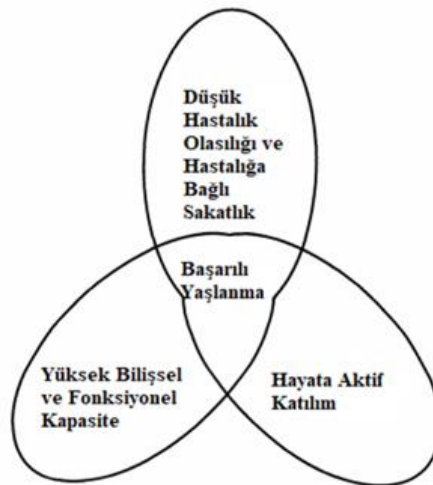 Düşük
Hastalık
Olasılığı ve
Hastalığa
Bağlı
Sakatlık
Başarılı
Yaşlanma
Yüksek Bilişsel
ve Fonksiyonel
Kapasite
Hayata Aktif
Katılım